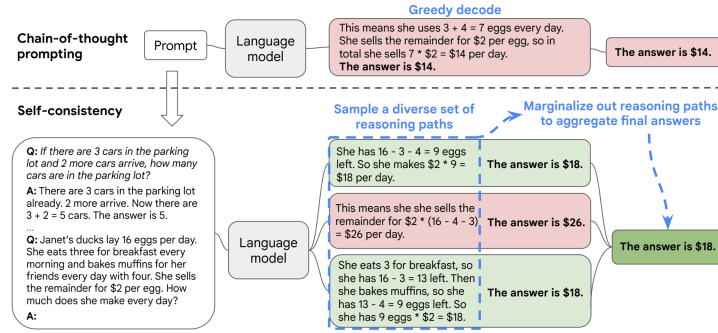 Greedy decode
Chain-of-thought
prompting
Prompt
Language
model
This means she uses 3 + 4 = 7 eggs every day.
She sells the remainder for $2 per egg, so in
total she sells 7 * $2 = $14 per day.
The answer is $14.
The answer is $14.
Self-consistency
Sample a diverse set of
reasoning paths
Marginalize out reasoning paths
to aggregate final answers
Q: If there are 3 cars in the parking
lot and 2 more cars arrive, how many
cars are in the parking lot?
A: There are 3 cars in the parking lot
already. 2 more arrive. Now there are
3 + 2 = 5 cars. The answer is 5.
...
Q: Janet's ducks lay 16 eggs per day.
She eats three for breakfast every
morning and bakes muffins for her
friends every day with four. She sells
the remainder for $2 per egg. How
much does she make every day?
A:
Language
model
She has 16 - 3 - 4 = 9 eggs
left. So she makes $2 * 9 =
$18 per day.
The answer is $18.
This means she she sells the
remainder for $2 * (16 - 4 - 3)
= $26 per day.
The answer is $26.
She eats 3 for breakfast, so
she has 16 - 3 = 13 left. Then
she bakes muffins, so she
has 13 - 4 = 9 eggs left. So
she has 9 eggs * $2 = $18.
The answer is $18.
The answer is $18.